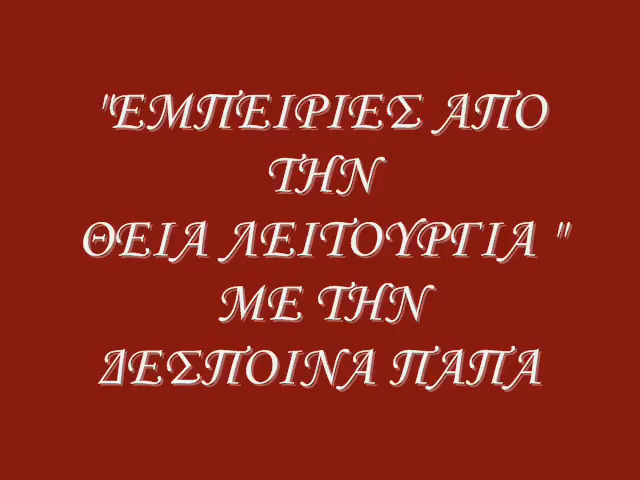 "ΕΜΠΕΙΡΙΕΣ ΑΠΟ
ΤΗΝ
ΘΕΙΑ ΛΕΙΤΟΥΡΓΙΑ "
ΜΕ ΤΗΝ
ΔΕΣΠΟΙΝΑ ΠΑΠΑ